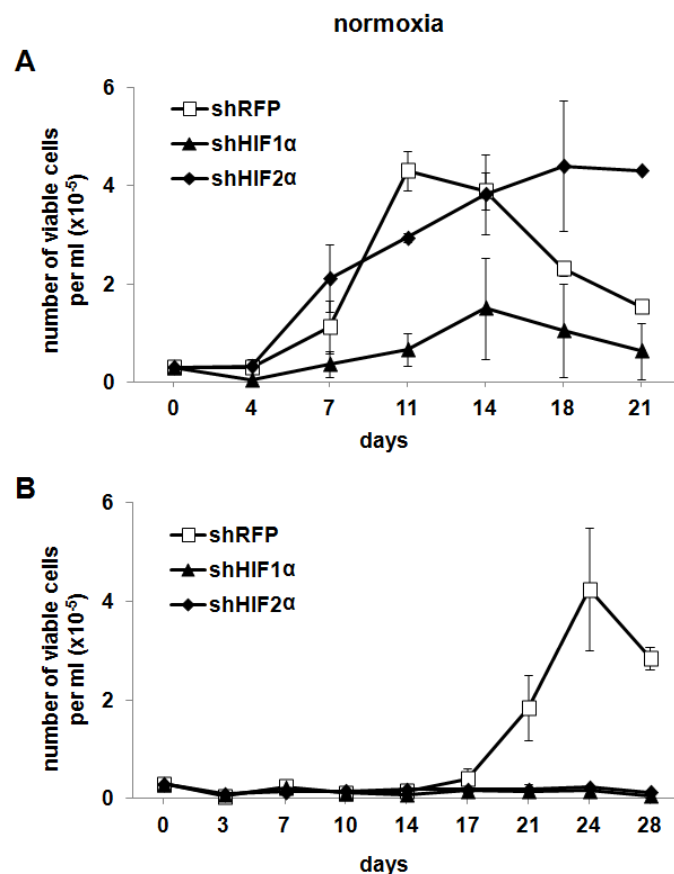 normoxia
A
number of viable cells
per ml (x10⁻⁵)
6
4
2
0
shRFP
shHIF1α
shHIF2α
0 4 7 11 14 18 21
days
B
number of viable cells
per ml (x10⁻⁵)
6
4
2
0
shRFP
shHIF1α
shHIF2α
0 3 7 10 14 17 21 24 28
days